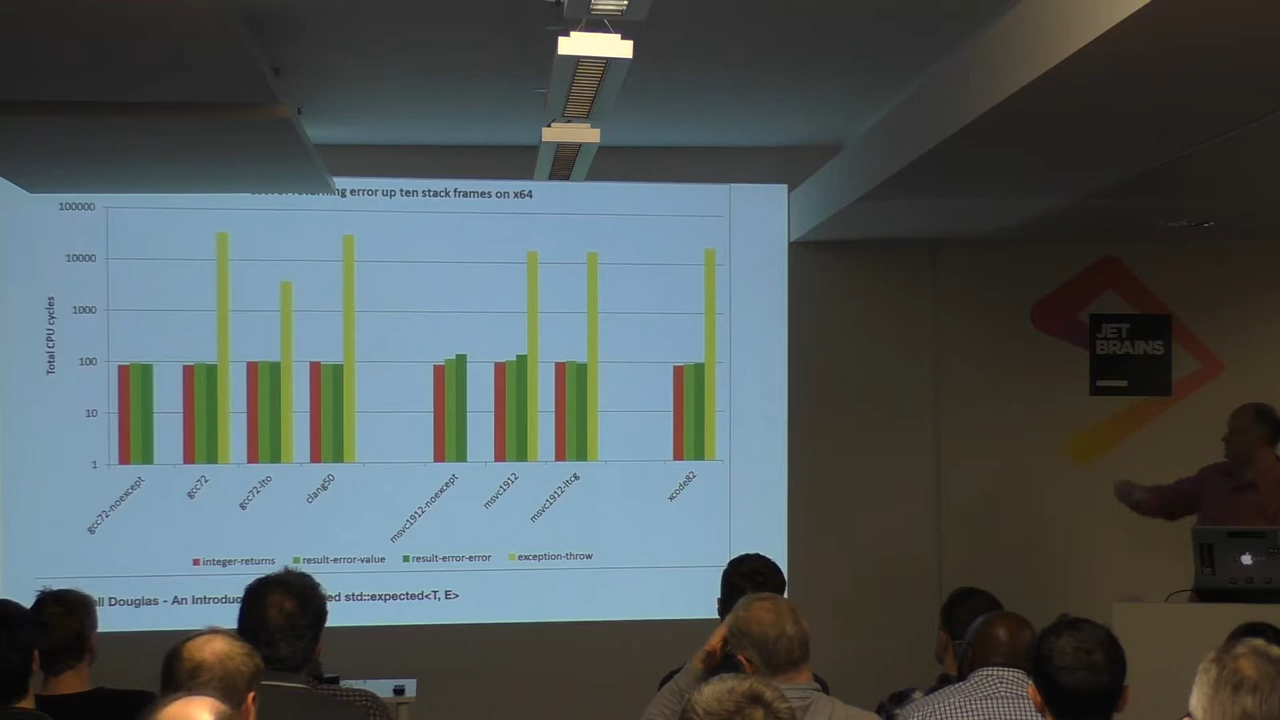 error up ten stack frames on x64
100000
10000
1000
100
10
1
Total CPU cycles
gcc72-noexcept
gcc72
gcc72-lto
clang50
msvc1912-noexcept
msvc1912
msvc1912-ltcg
xcode82
integer-returns result-error-value result-error-error exception-throw
Douglas - An std::expected<T, E>
JET
BRAINS